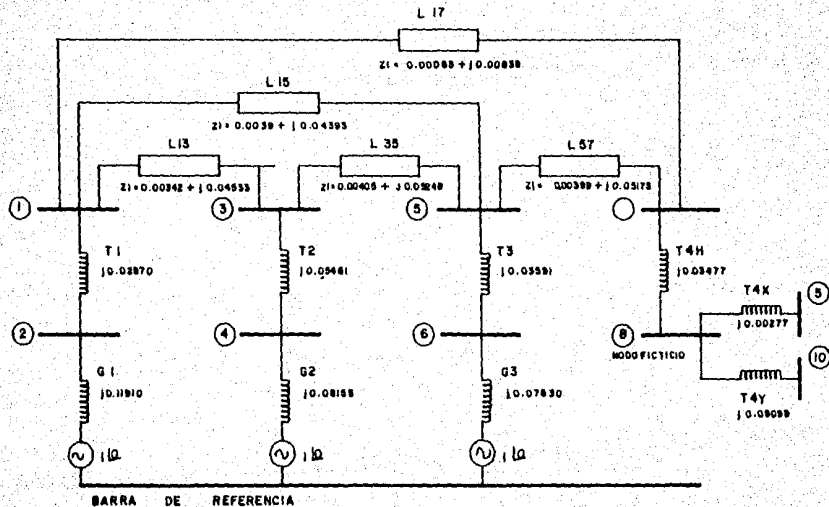 L 17
Z1 = 0.00083 + j 0.00838
L 15
Z1 = 0.0039 + j 0.04393
L13
Z1 = 0.00342 + j 0.04533
L 35
Z1 = 0.00405 + j 0.05248
L 57
Z1 = 0.00399 + j 0.05173
1
3
5
T 1
j 0.03870
T2
j 0.05461
T 3
j 0.03591
T4H
j 0.03477
T4X
j 0.00277
9
2
4
6
8
NODO FICTICIO
10
T4Y
j 0.09099
G 1
j 0.11910
G2
j 0.08155
G3
j 0.07830
BARRA DE REFERENCIA